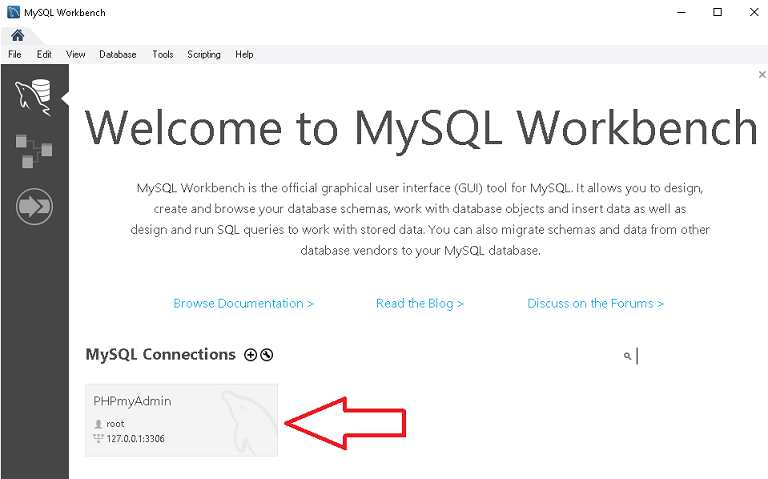 MySQL Workbench
File Edit View Database Tools Scripting Help
Welcome to MySQL Workbench
MySQL Workbench is the official graphical user interface (GUI) tool for MySQL. It allows you to design,
create and browse your database schemas, work with database objects and insert data as well as
design and run SQL queries to work with stored data. You can also migrate schemas and data from other
database vendors to your MySQL database.
Browse Documentation > Read the Blog > Discuss on the Forums >
MySQL Connections
PHPmyAdmin
root
127.0.0.1:3306